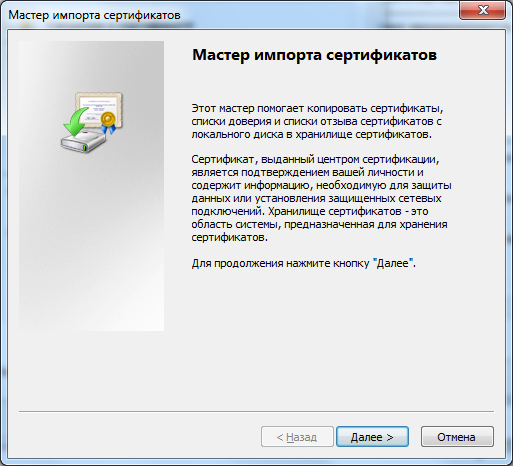 Мастер импорта сертификатов
Мастер импорта сертификатов
Этот мастер помогает копировать сертификаты,
списки доверия и списки отзыва сертификатов с
локального диска в хранилище сертификатов.
Сертификат, выданный центром сертификации,
является подтверждением вашей личности и
содержит информацию, необходимую для защиты
данных или установления защищенных сетевых
подключений. Хранилище сертификатов - это
область системы, предназначенная для хранения
сертификатов.
Для продолжения нажмите кнопку "Далее".
< Назад
Далее >
Отмена